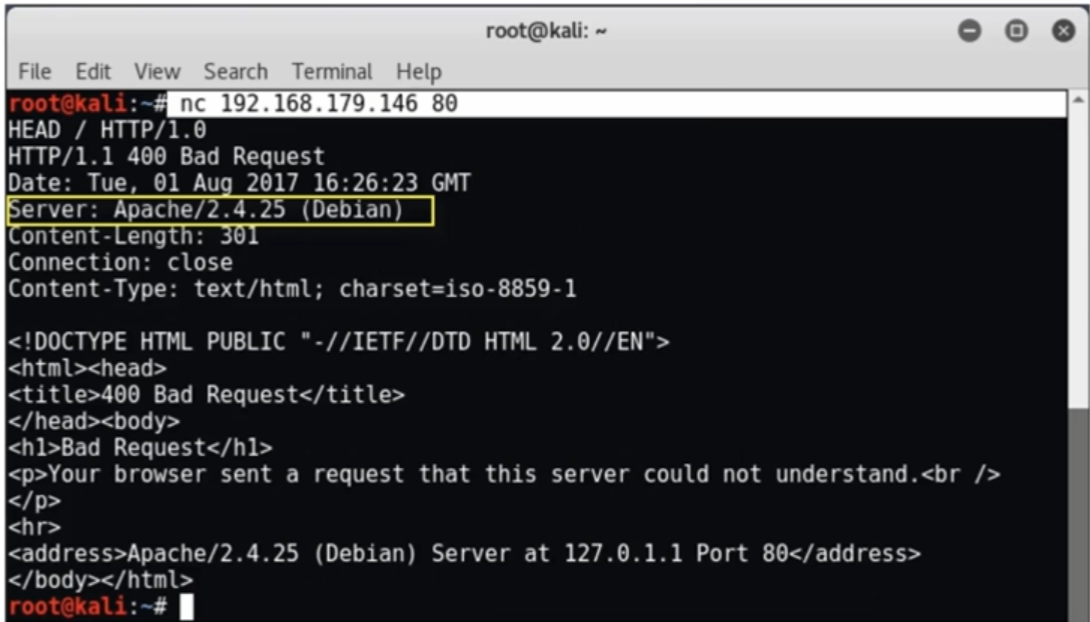 root@kali: ~
File Edit View Search Terminal Help
root@kali:~# nc 192.168.179.146 80
HEAD / HTTP/1.0
HTTP/1.1 400 Bad Request
Date: Tue, 01 Aug 2017 16:26:23 GMT
Server: Apache/2.4.25 (Debian)
Content-Length: 301
Connection: close
Content-Type: text/html; charset=iso-8859-1

<!DOCTYPE HTML PUBLIC "-//IETF//DTD HTML 2.0//EN">
<html><head>
<title>400 Bad Request</title>
</head><body>
<h1>Bad Request</h1>
<p>Your browser sent a request that this server could not understand.<br />
</p>
<hr>
<address>Apache/2.4.25 (Debian) Server at 127.0.1.1 Port 80</address>
</body></html>
root@kali:~#